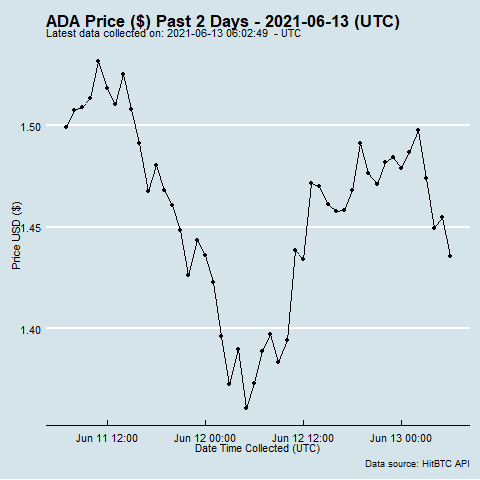 ADA Price ($) Past 2 Days - 2021-06-13 (UTC)
Latest data collected on: 2021-06-13 06:02:49  - UTC
1.50
1.45
1.40
Price USD ($)
Jun 11 12:00
Jun 12 00:00
Jun 12 12:00
Jun 13 00:00
Date Time Collected (UTC)
Data source: HitBTC API